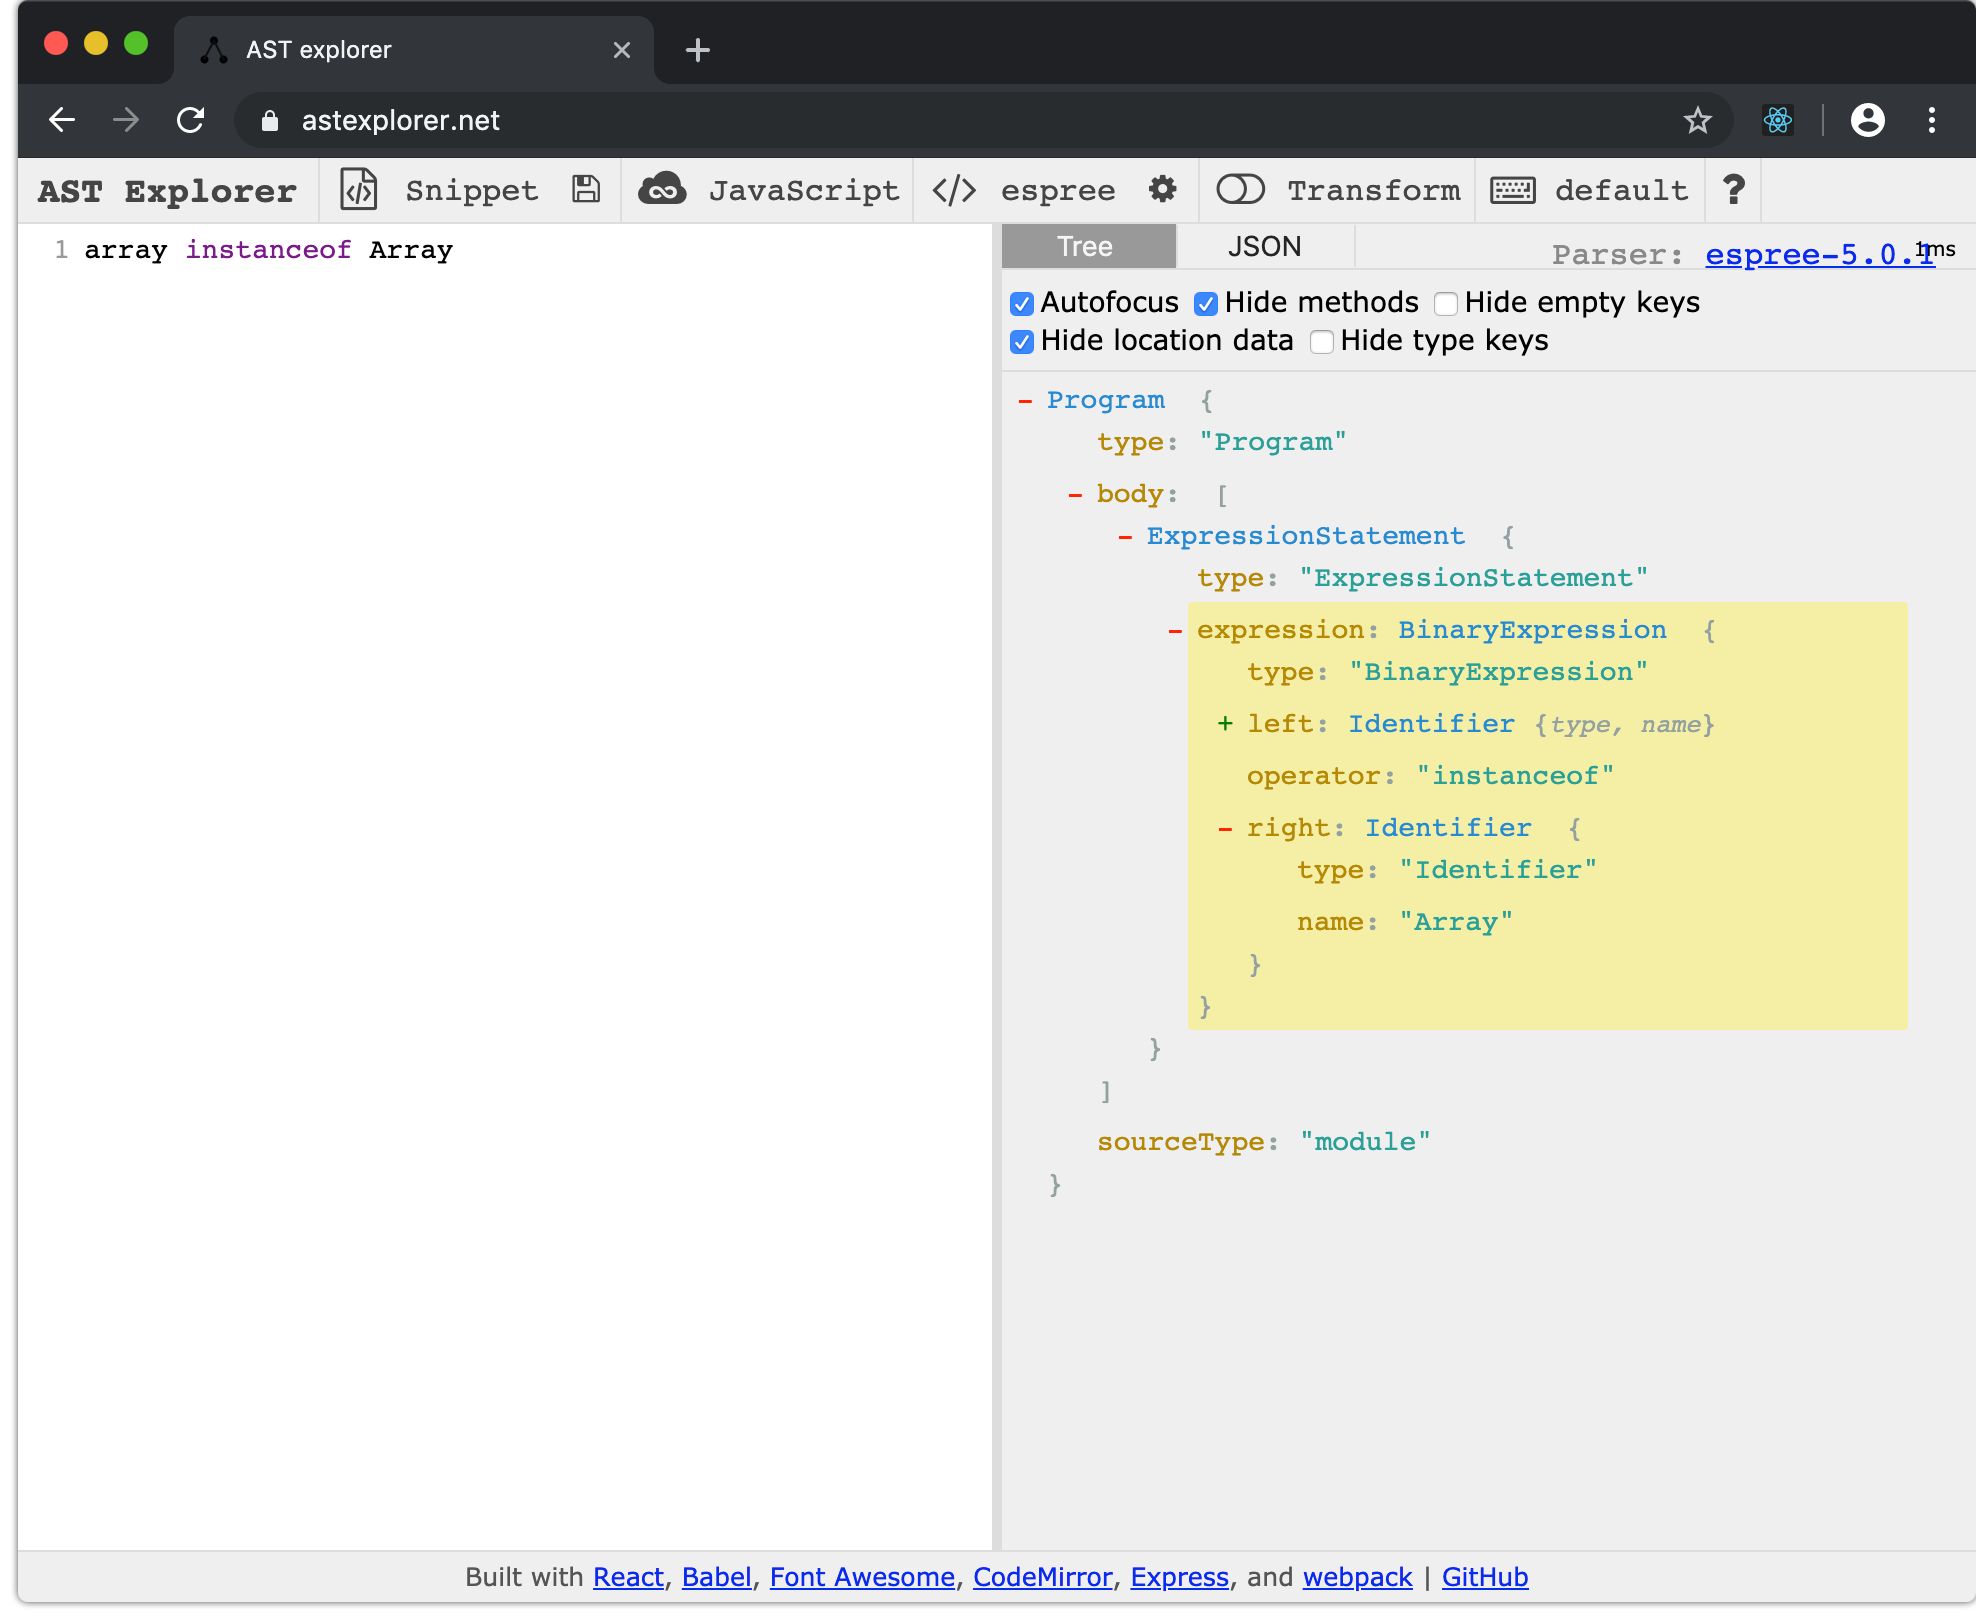 AST explorer
astexplorer.net
AST Explorer Snippet JavaScript </> espree Transform default ?
1 array instanceof Array
Tree JSON Parser: espree-5.0.1 1ms
Autofocus Hide methods Hide empty keys
Hide location data Hide type keys
- Program {
type: "Program"
- body: [
- ExpressionStatement {
type: "ExpressionStatement"
- expression: BinaryExpression {
type: "BinaryExpression"
+ left: Identifier {type, name}
operator: "instanceof"
- right: Identifier {
type: "Identifier"
name: "Array"
}
}
}
]
sourceType: "module"
}
Built with React, Babel, Font Awesome, CodeMirror, Express, and webpack | GitHub